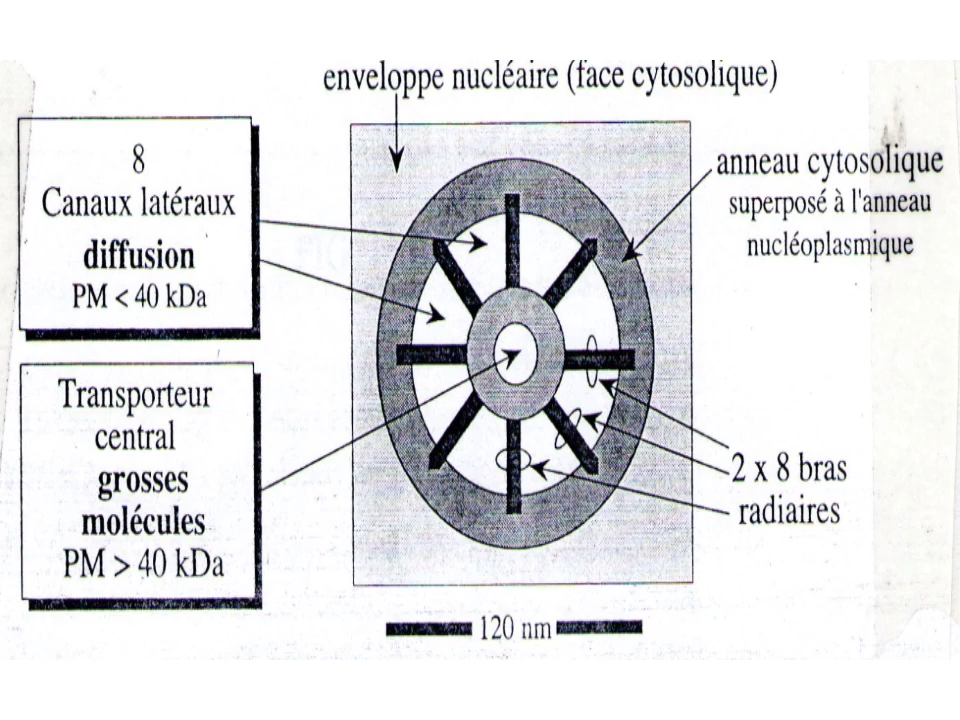 enveloppe nucléaire (face cytosolique)
8
Canaux latéraux
diffusion
PM < 40 kDa
anneau cytosolique
superposé à l'anneau
nucléoplasmique
Transporteur
central
grosses
molécules
PM > 40 kDa
2 x 8 bras
radiaires
120 nm